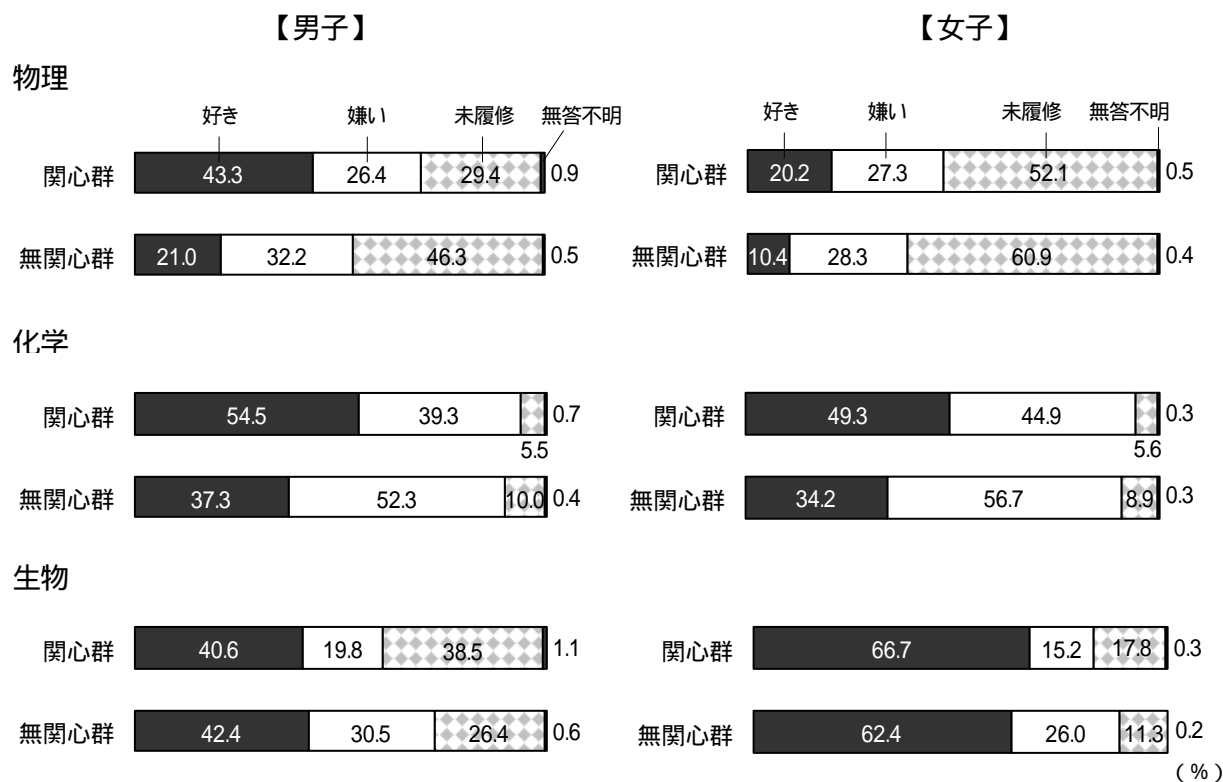 【男子】 【女子】
物理
好き 嫌い 未履修 無答不明 好き 嫌い 未履修 無答不明
関心群 43.3 26.4 29.4 0.9 関心群 20.2 27.3 52.1 0.5
無関心群 21.0 32.2 46.3 0.5 無関心群 10.4 28.3 60.9 0.4
化学
関心群 54.5 39.3 5.5 0.7 関心群 49.3 44.9 5.6 0.3
無関心群 37.3 52.3 10.0 0.4 無関心群 34.2 56.7 8.9 0.3
生物
関心群 40.6 19.8 38.5 1.1 関心群 66.7 15.2 17.8 0.3
無関心群 42.4 30.5 26.4 0.6 無関心群 62.4 26.0 11.3 0.2
(%)